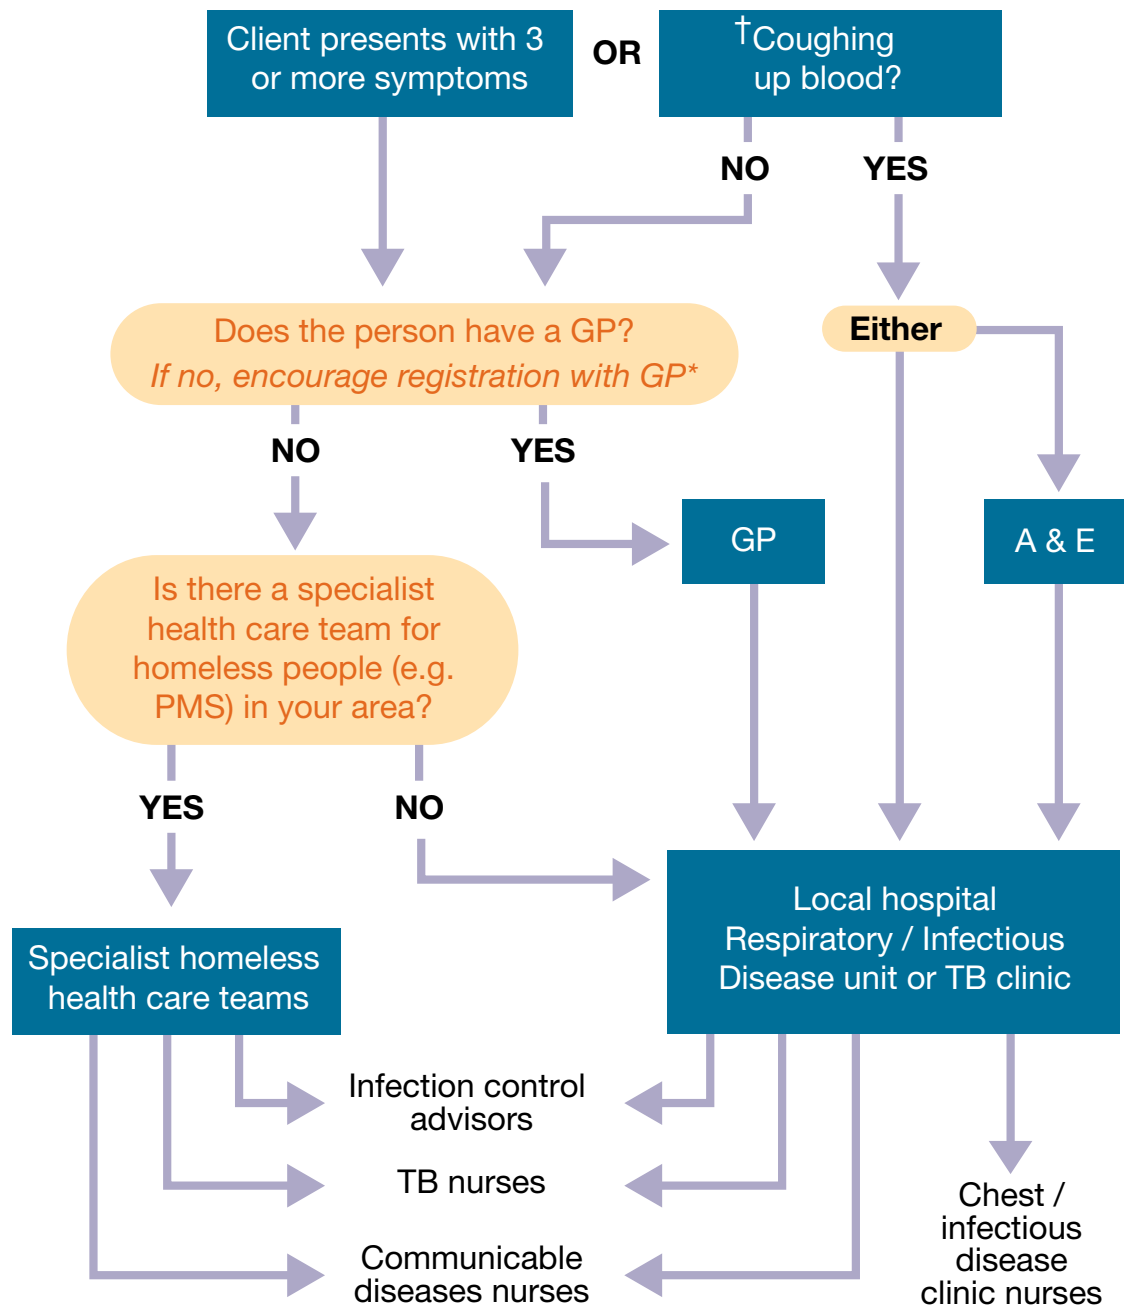 Client presents with 3
or more symptoms
OR
†Coughing
up blood?
NO
YES
Does the person have a GP?
If no, encourage registration with GP*
Either
NO
YES
GP
A & E
Is there a specialist
health care team for
homeless people (e.g.
PMS) in your area?
YES
NO
Local hospital
Respiratory / Infectious
Disease unit or TB clinic
Specialist homeless
health care teams
Infection control
advisors
TB nurses
Communicable
diseases nurses
Chest /
infectious
disease
clinic nurses